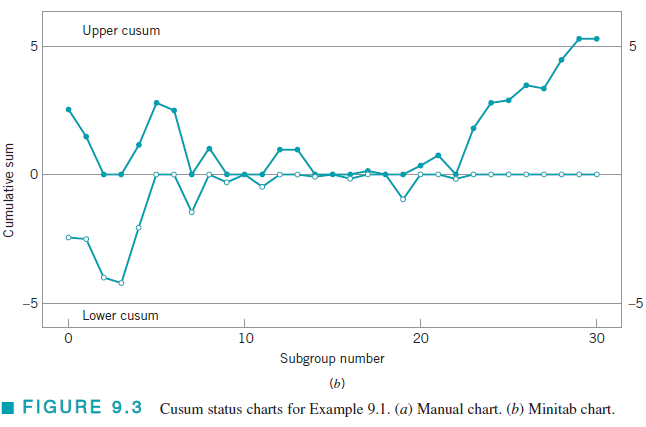 Upper cusum
5 5
Cumulative sum
0
−5 −5
Lower cusum
0 10 20 30
Subgroup number
(b)
FIGURE 9.3 Cusum status charts for Example 9.1. (a) Manual chart. (b) Minitab chart.